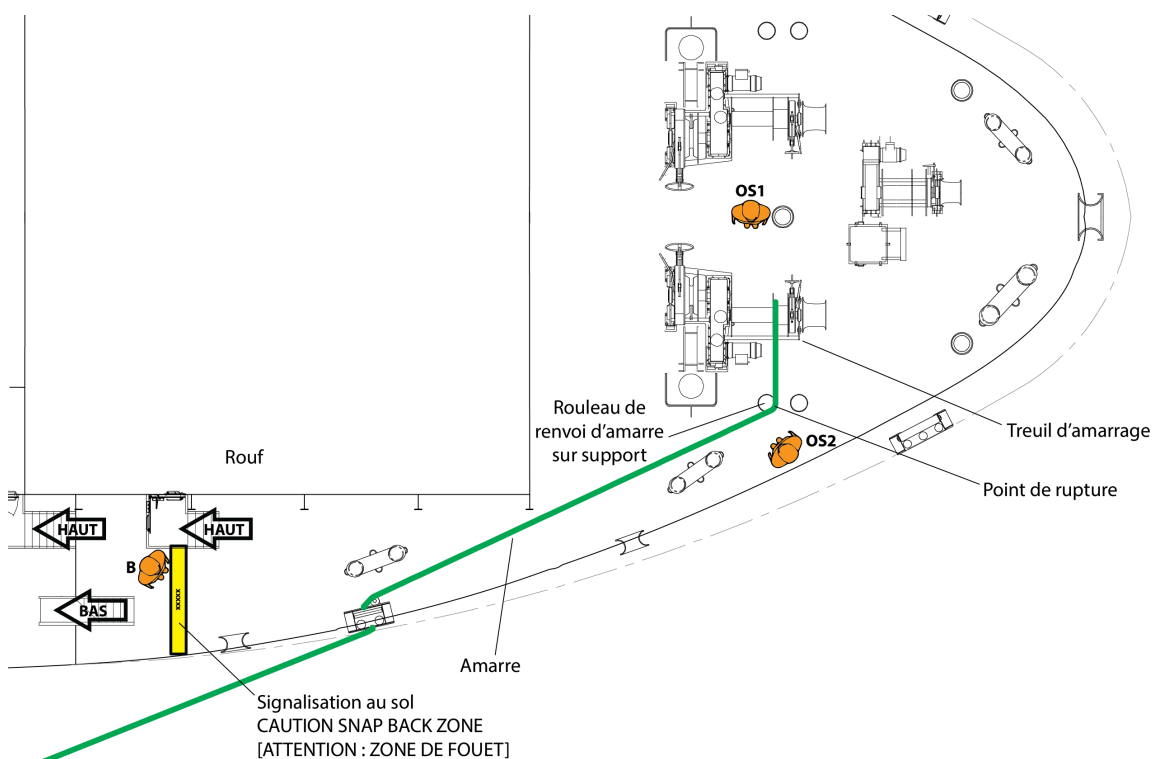 OS1
Rouleau de
renvoi d'amarre
sur support
OS2
Treuil d'amarrage
Rouf
Point de rupture
HAUT
HAUT
B
xxxxx
BAS
Amarre
Signalisation au sol
CAUTION SNAP BACK ZONE
[ATTENTION : ZONE DE FOUET]